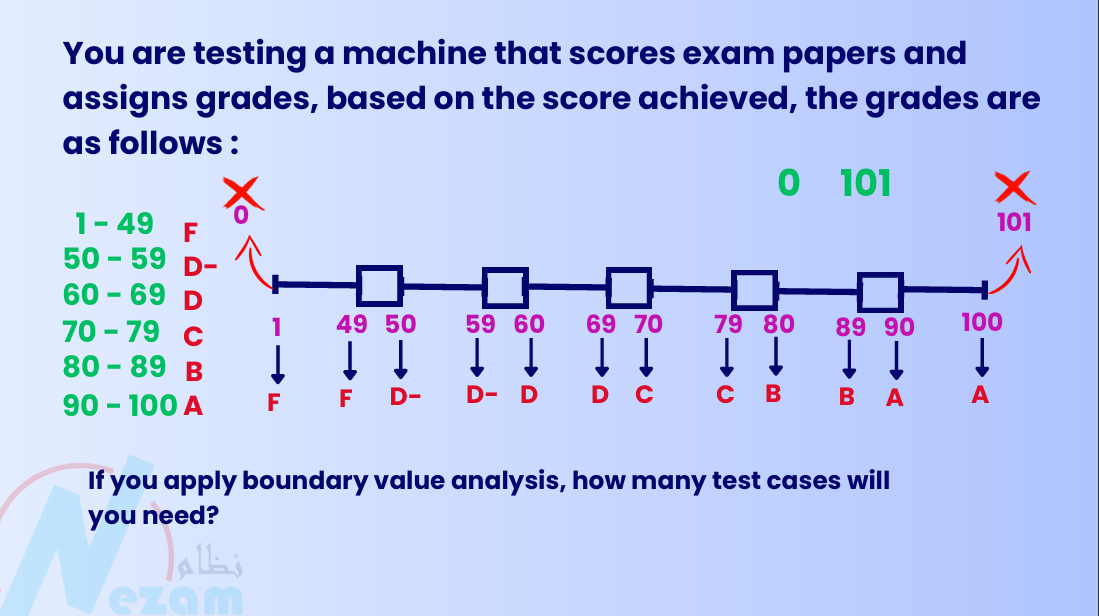 You are testing a machine that scores exam papers and
assigns grades, based on the score achieved, the grades are
as follows :
0 101
0 101
1 - 49 F
50 - 59 D-
60 - 69 D
70 - 79 C
80 - 89 B
90 - 100 A
1 49 50 59 60 69 70 79 80 89 90 100
F F D- D- D D C C B B A A
If you apply boundary value analysis, how many test cases will
you need?
نظام
Nezam